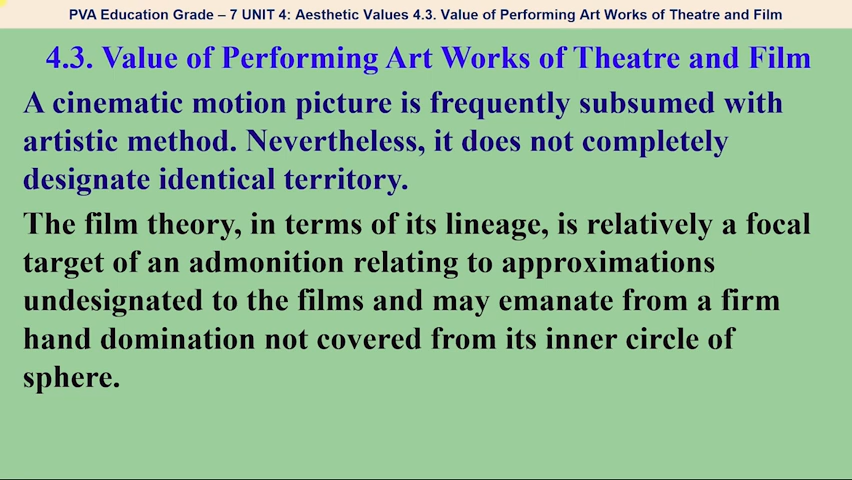 PVA Education Grade – 7 UNIT 4: Aesthetic Values 4.3. Value of Performing Art Works of Theatre and Film
4.3. Value of Performing Art Works of Theatre and Film
A cinematic motion picture is frequently subsumed with
artistic method. Nevertheless, it does not completely
designate identical territory.
The film theory, in terms of its lineage, is relatively a focal
target of an admonition relating to approximations
undesignated to the films and may emanate from a firm
hand domination not covered from its inner circle of
sphere.